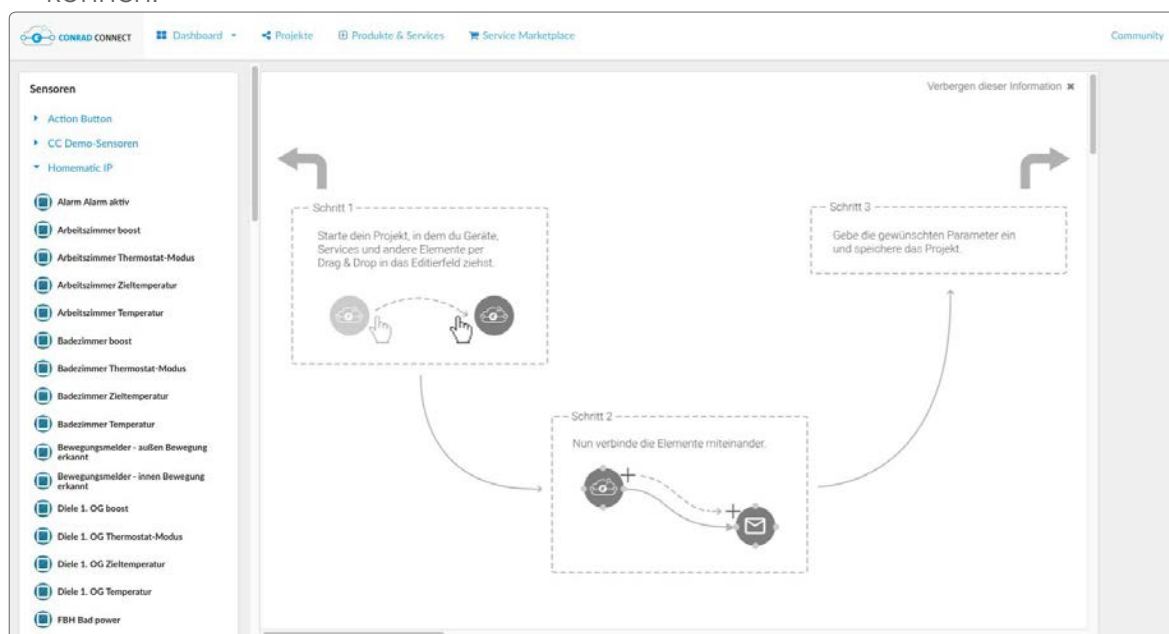 können.
CONRAD CONNECT
Dashboard
Projekte
Produkte & Services
Service Marketplace
Community
Sensoren
Action Button
CC Demo-Sensoren
Homematic IP
Alarm Alarm aktiv
Arbeitszimmer boost
Arbeitszimmer Thermostat-Modus
Arbeitszimmer Zieltemperatur
Arbeitszimmer Temperatur
Badezimmer boost
Badezimmer Thermostat-Modus
Badezimmer Zieltemperatur
Badezimmer Temperatur
Bewegungsmelder - außen Bewegung
erkannt
Bewegungsmelder - innen Bewegung
erkannt
Diele 1. OG boost
Diele 1. OG Thermostat-Modus
Diele 1. OG Zieltemperatur
Diele 1. OG Temperatur
FBH Bad power
Verbergen dieser Information ✖
Schritt 1
Starte dein Projekt, in dem du Geräte,
Services und andere Elemente per
Drag & Drop in das Editierfeld ziehst.
Schritt 2
Nun verbinde die Elemente miteinander.
Schritt 3
Gebe die gewünschten Parameter ein
und speichere das Projekt.